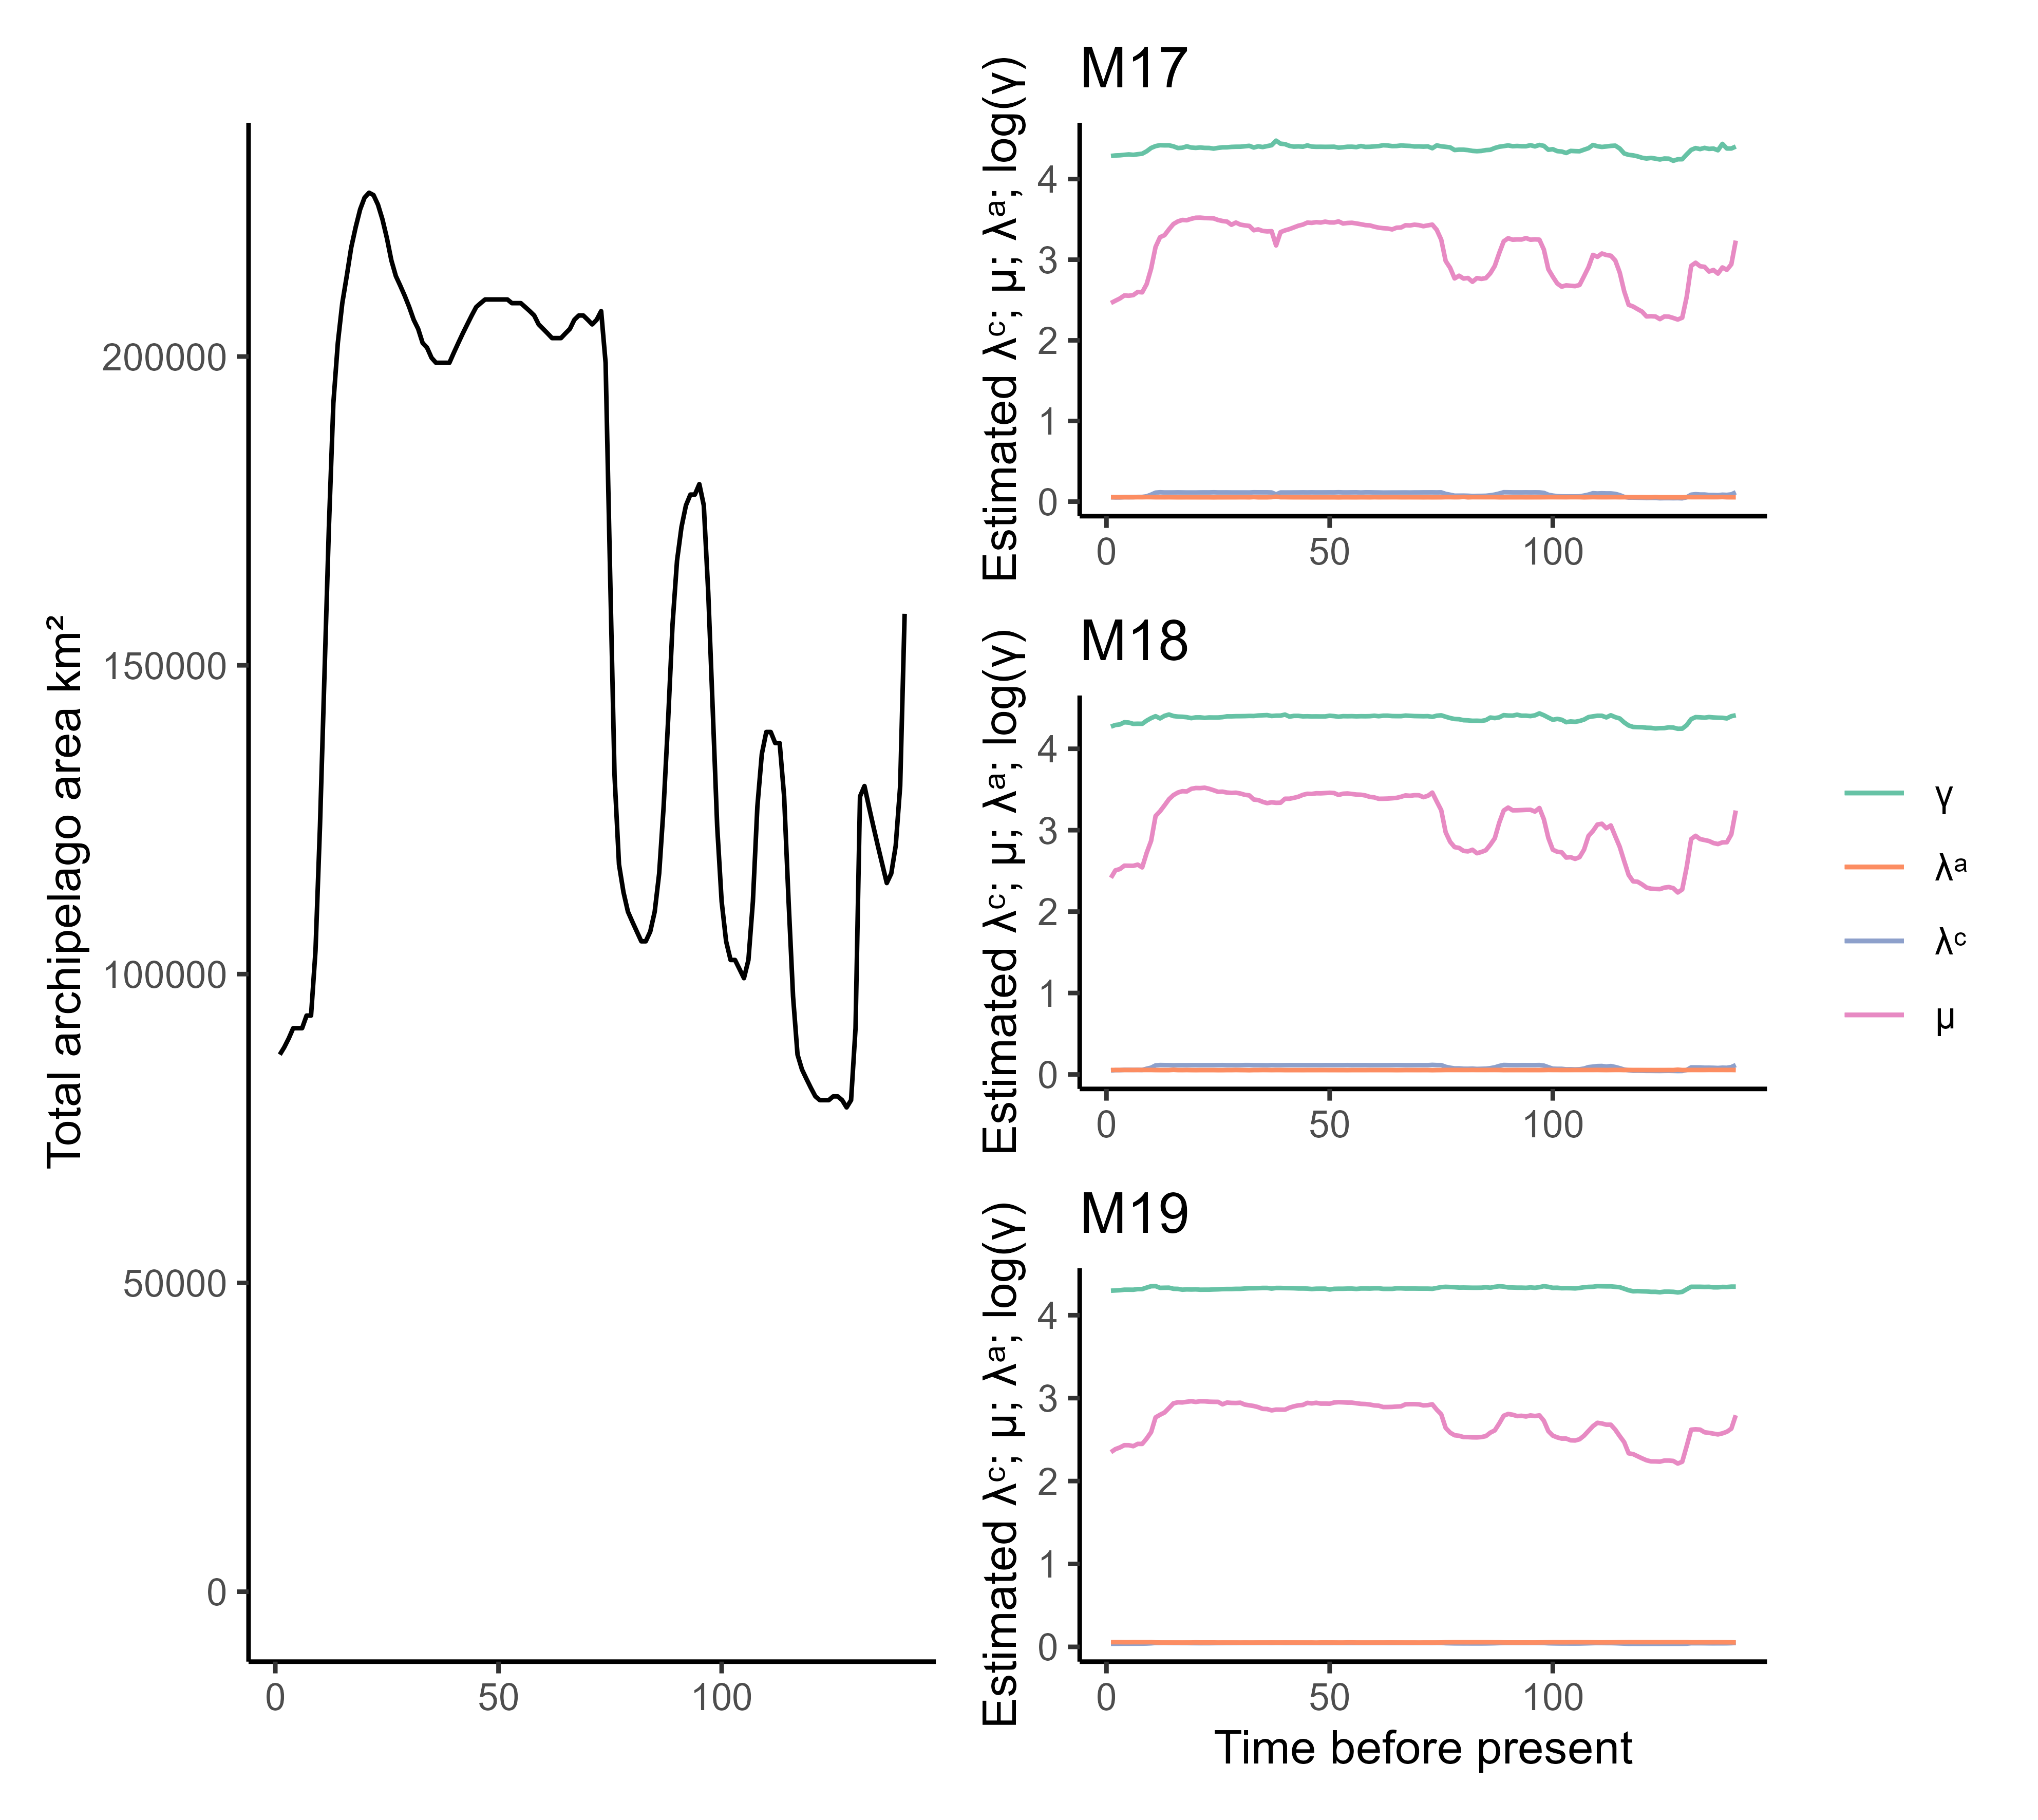 Total archipelago area km²
200000
150000
100000
50000
0
0 50 100
M17
Estimated λᶜ; μ; λᵃ; log(γ)
4
3
2
1
0
0 50 100
M18
Estimated λᶜ; μ; λᵃ; log(γ)
4
3
2
1
0
0 50 100
M19
Estimated λᶜ; μ; λᵃ; log(γ)
4
3
2
1
0
0 50 100
Time before present
γ
λᵃ
λᶜ
μ